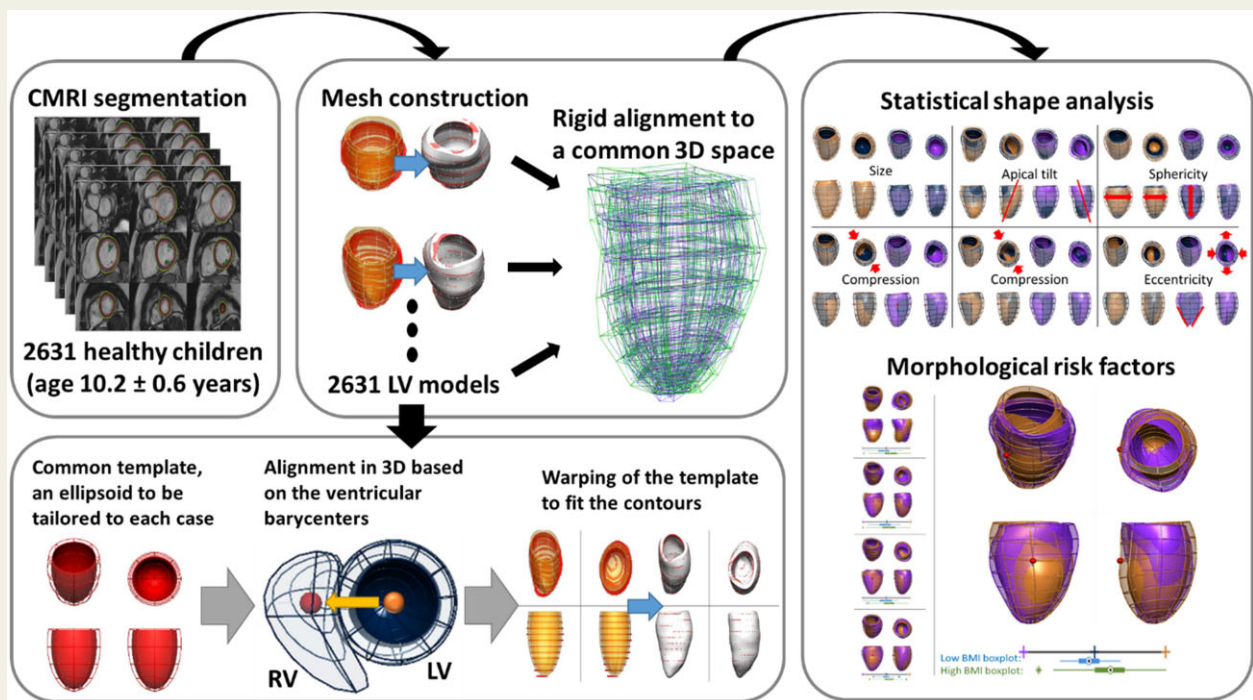 CMRI segmentation
2631 healthy children
(age 10.2 ± 0.6 years)
Mesh construction
Rigid alignment to
a common 3D space
2631 LV models
Statistical shape analysis
Size
Apical tilt
Sphericity
Compression
Compression
Eccentricity
Morphological risk factors
Low BMI boxplot:
High BMI boxplot:
Common template,
an ellipsoid to be
tailored to each case
Alignment in 3D based
on the ventricular
barycenters
RV
LV
Warping of the template
to fit the contours